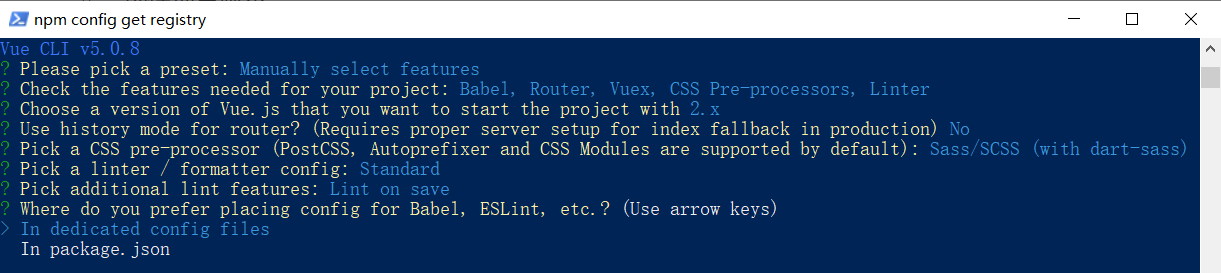 npm config get registry
Vue CLI v5.0.8
? Please pick a preset: Manually select features
? Check the features needed for your project: Babel, Router, Vuex, CSS Pre-processors, Linter
? Choose a version of Vue.js that you want to start the project with 2.x
? Use history mode for router? (Requires proper server setup for index fallback in production) No
? Pick a CSS pre-processor (PostCSS, Autoprefixer and CSS Modules are supported by default): Sass/SCSS (with dart-sass)
? Pick a linter / formatter config: Standard
? Pick additional lint features: Lint on save
? Where do you prefer placing config for Babel, ESLint, etc.? (Use arrow keys)
> In dedicated config files
In package.json